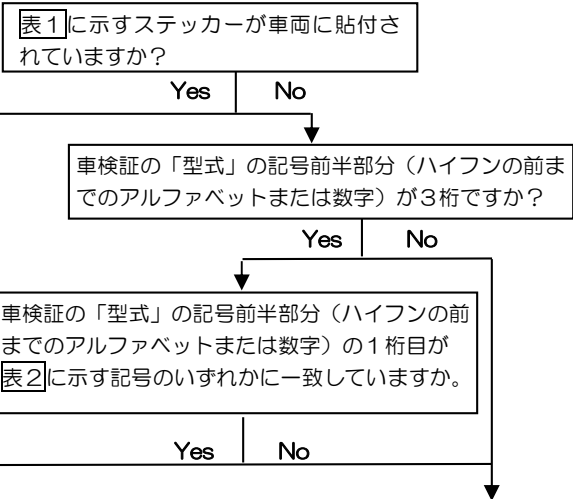 表１に示すステッカーが車両に貼付さ
れていますか？
Yes No
車検証の「型式」の記号前半部分（ハイフンの前ま
でのアルファベットまたは数字）が３桁ですか？
Yes No
車検証の「型式」の記号前半部分（ハイフンの前
までのアルファベットまたは数字）の１桁目が
表２に示す記号のいずれかに一致していますか。
Yes No